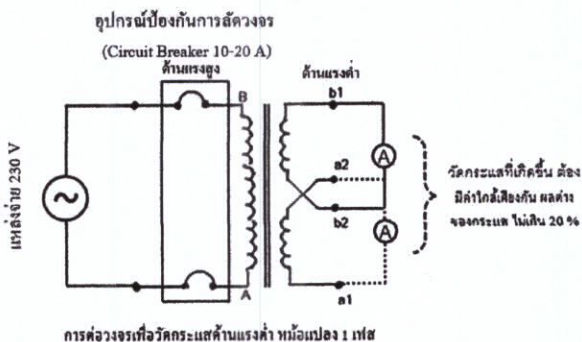 อุปกรณ์ป้องกันการลัดวงจร
(Circuit Breaker 10-20 A)
ด้านแรงสูง
ด้านแรงต่ำ
B
b1
A
a2
แหล่งจ่าย 230 V
b2
A
วัดกระแสที่เกิดขึ้น ต้อง
มีค่าใกล้เคียงกัน ผลต่าง
ของกระแส ไม่เกิน 20 %
A
a1
การต่อวงจรเพื่อวัดกระแสด้านแรงต่ำ หม้อแปลง 1 เฟส